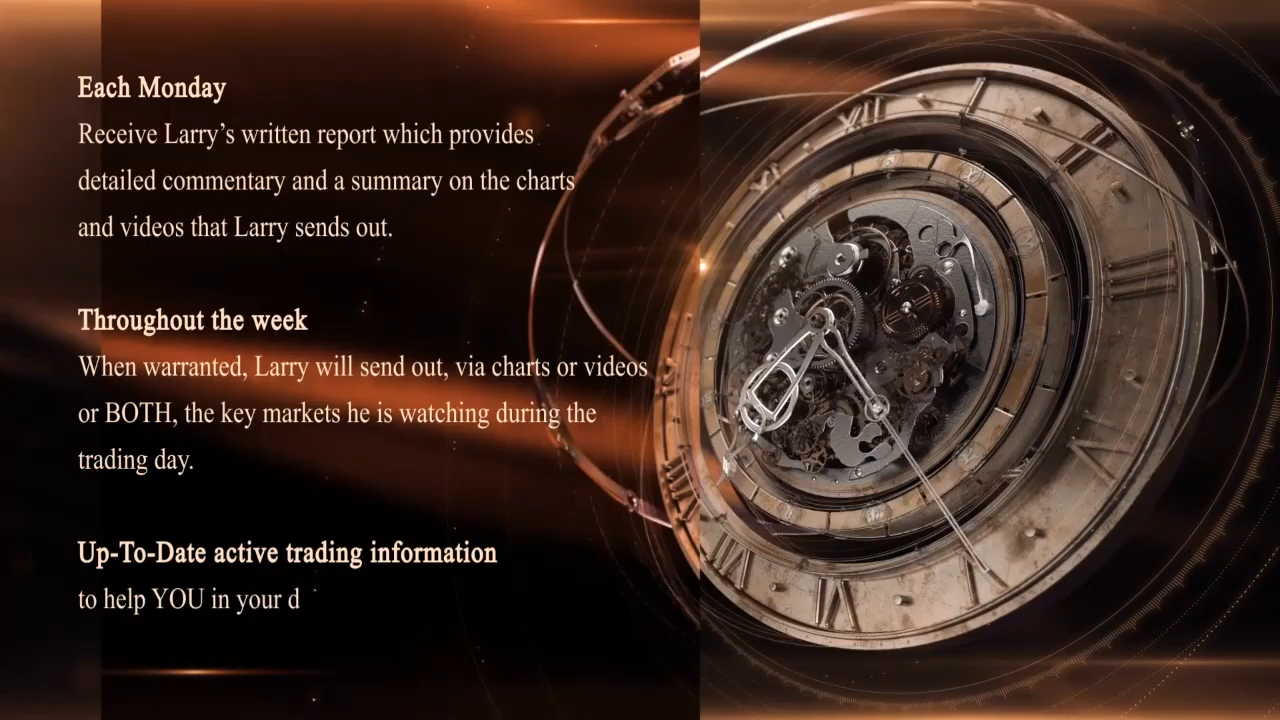 Each Monday
Receive Larry’s written report which provides
detailed commentary and a summary on the charts
and videos that Larry sends out.
Throughout the week
When warranted, Larry will send out, via charts or videos
or BOTH, the key markets he is watching during the
trading day.
Up-To-Date active trading information
to help YOU in your d